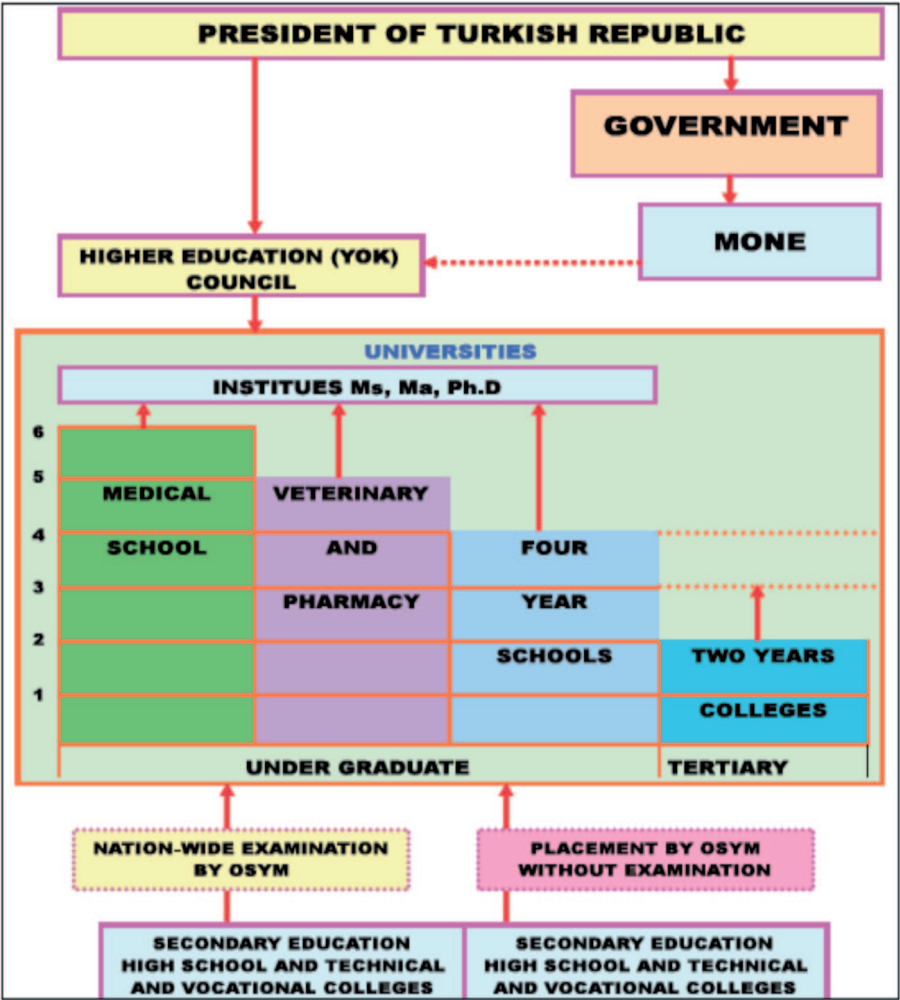 PRESIDENT OF TURKISH REPUBLIC
GOVERNMENT
MONE
HIGHER EDUCATION (YOK)
COUNCIL
UNIVERSITIES
INSTITUES Ms, Ma, Ph.D
6
5
MEDICAL
VETERINARY
4
SCHOOL
AND
FOUR
3
PHARMACY
YEAR
2
SCHOOLS
TWO YEARS
1
COLLEGES
UNDER GRADUATE
TERTIARY
NATION-WIDE EXAMINATION
BY OSYM
PLACEMENT BY OSYM
WITHOUT EXAMINATION
SECONDARY EDUCATION
HIGH SCHOOL AND TECHNICAL
AND VOCATIONAL COLLEGES
SECONDARY EDUCATION
HIGH SCHOOL AND TECHNICAL
AND VOCATIONAL COLLEGES